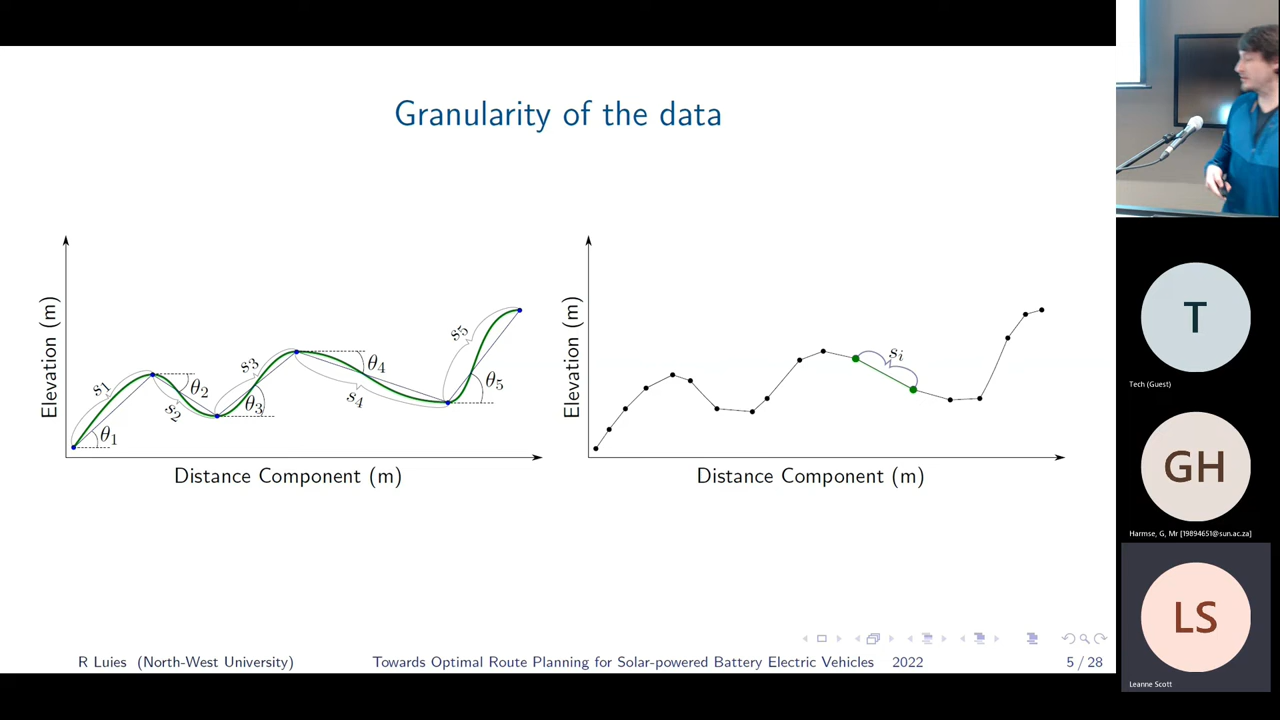 Granularity of the data
Elevation (m)
s1
θ1
θ2
s2
s3
θ3
θ4
s4
s5
θ5
Distance Component (m)
Elevation (m)
si
Distance Component (m)
R Luies (North-West University)
Towards Optimal Route Planning for Solar-powered Battery Electric Vehicles
2022
5 / 28
T
Tech (Guest)
GH
Harmse, G, Mr [19894651@sun.ac.za]
LS
Leanne Scott